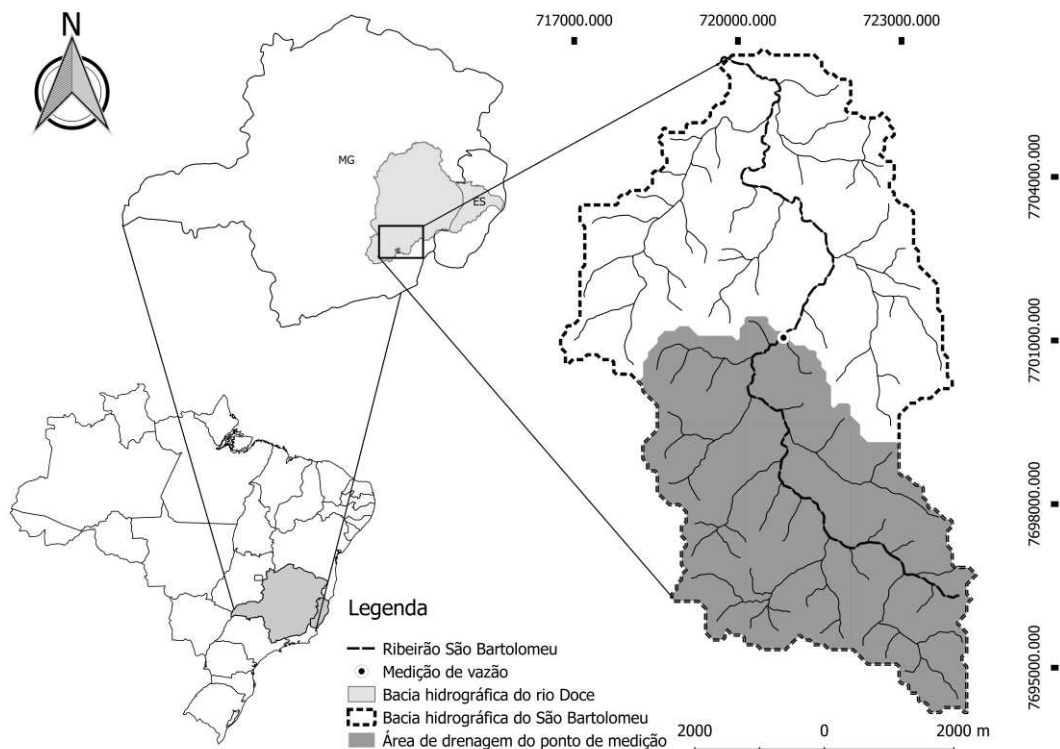 N
717000.000 720000.000 723000.000
MG
ES
7704000.000
7701000.000
7698000.000
7695000.000
Legenda
Ribeirão São Bartolomeu
Medição de vazão
Bacia hidrográfica do rio Doce
Bacia hidrográfica do São Bartolomeu
Área de drenagem do ponto de medição
2000 0 2000 m